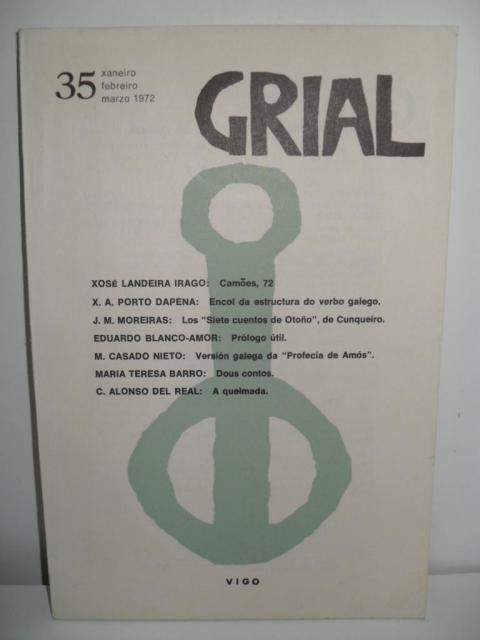 35 xaneiro
febreiro
marzo 1972
GRIAL
XOSÉ LANDEIRA IRAGO: Camões, 72
X. A. PORTO DAPENA: Encol da estructura do verbo galego.
J. M. MOREIRAS: Los "Siete cuentos de Otoño", de Cunqueiro.
EDUARDO BLANCO-AMOR: Prólogo útil.
M. CASADO NIETO: Versión galega da "Profecia de Amós".
MARIA TERESA BARRO: Dous contos.
C. ALONSO DEL REAL: A queimada.
VIGO